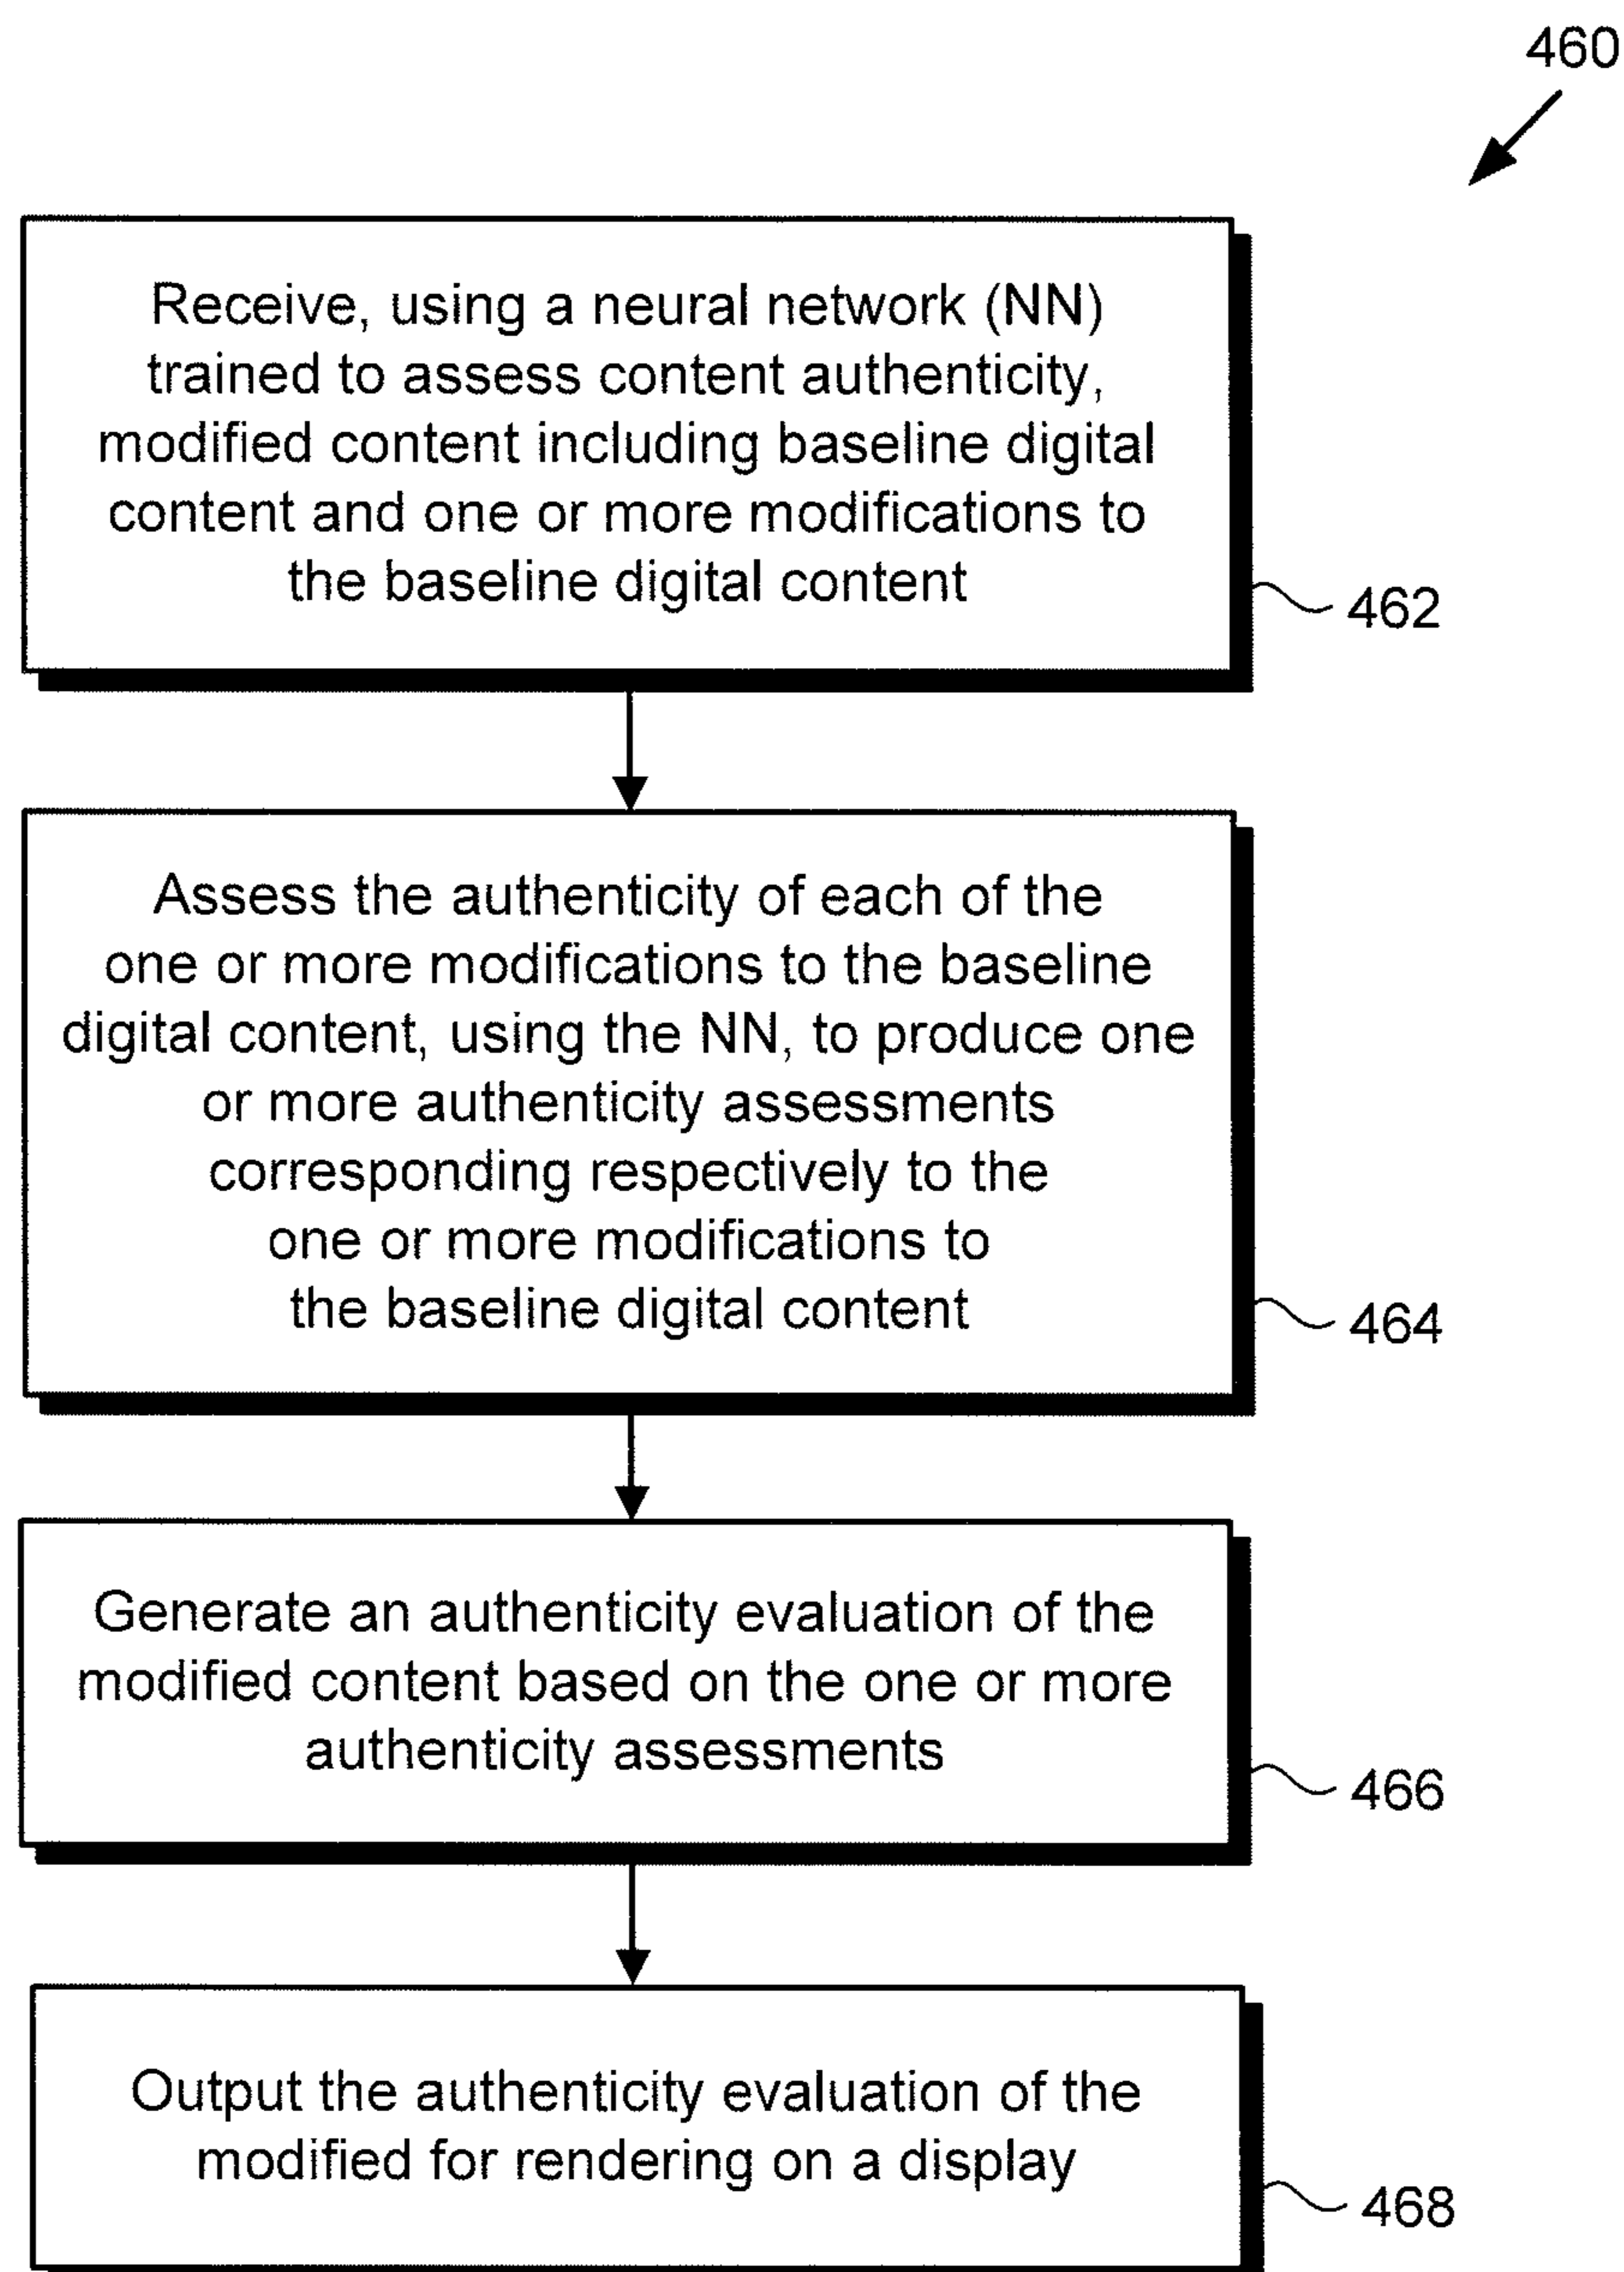 460
Receive, using a neural network (NN)
trained to assess content authenticity,
modified content including baseline digital
content and one or more modifications to
the baseline digital content
462
Assess the authenticity of each of the
one or more modifications to the baseline
digital content, using the NN, to produce one
or more authenticity assessments
corresponding respectively to the
one or more modifications to
the baseline digital content
464
Generate an authenticity evaluation of the
modified content based on the one or more
authenticity assessments
466
Output the authenticity evaluation of the
modified for rendering on a display
468